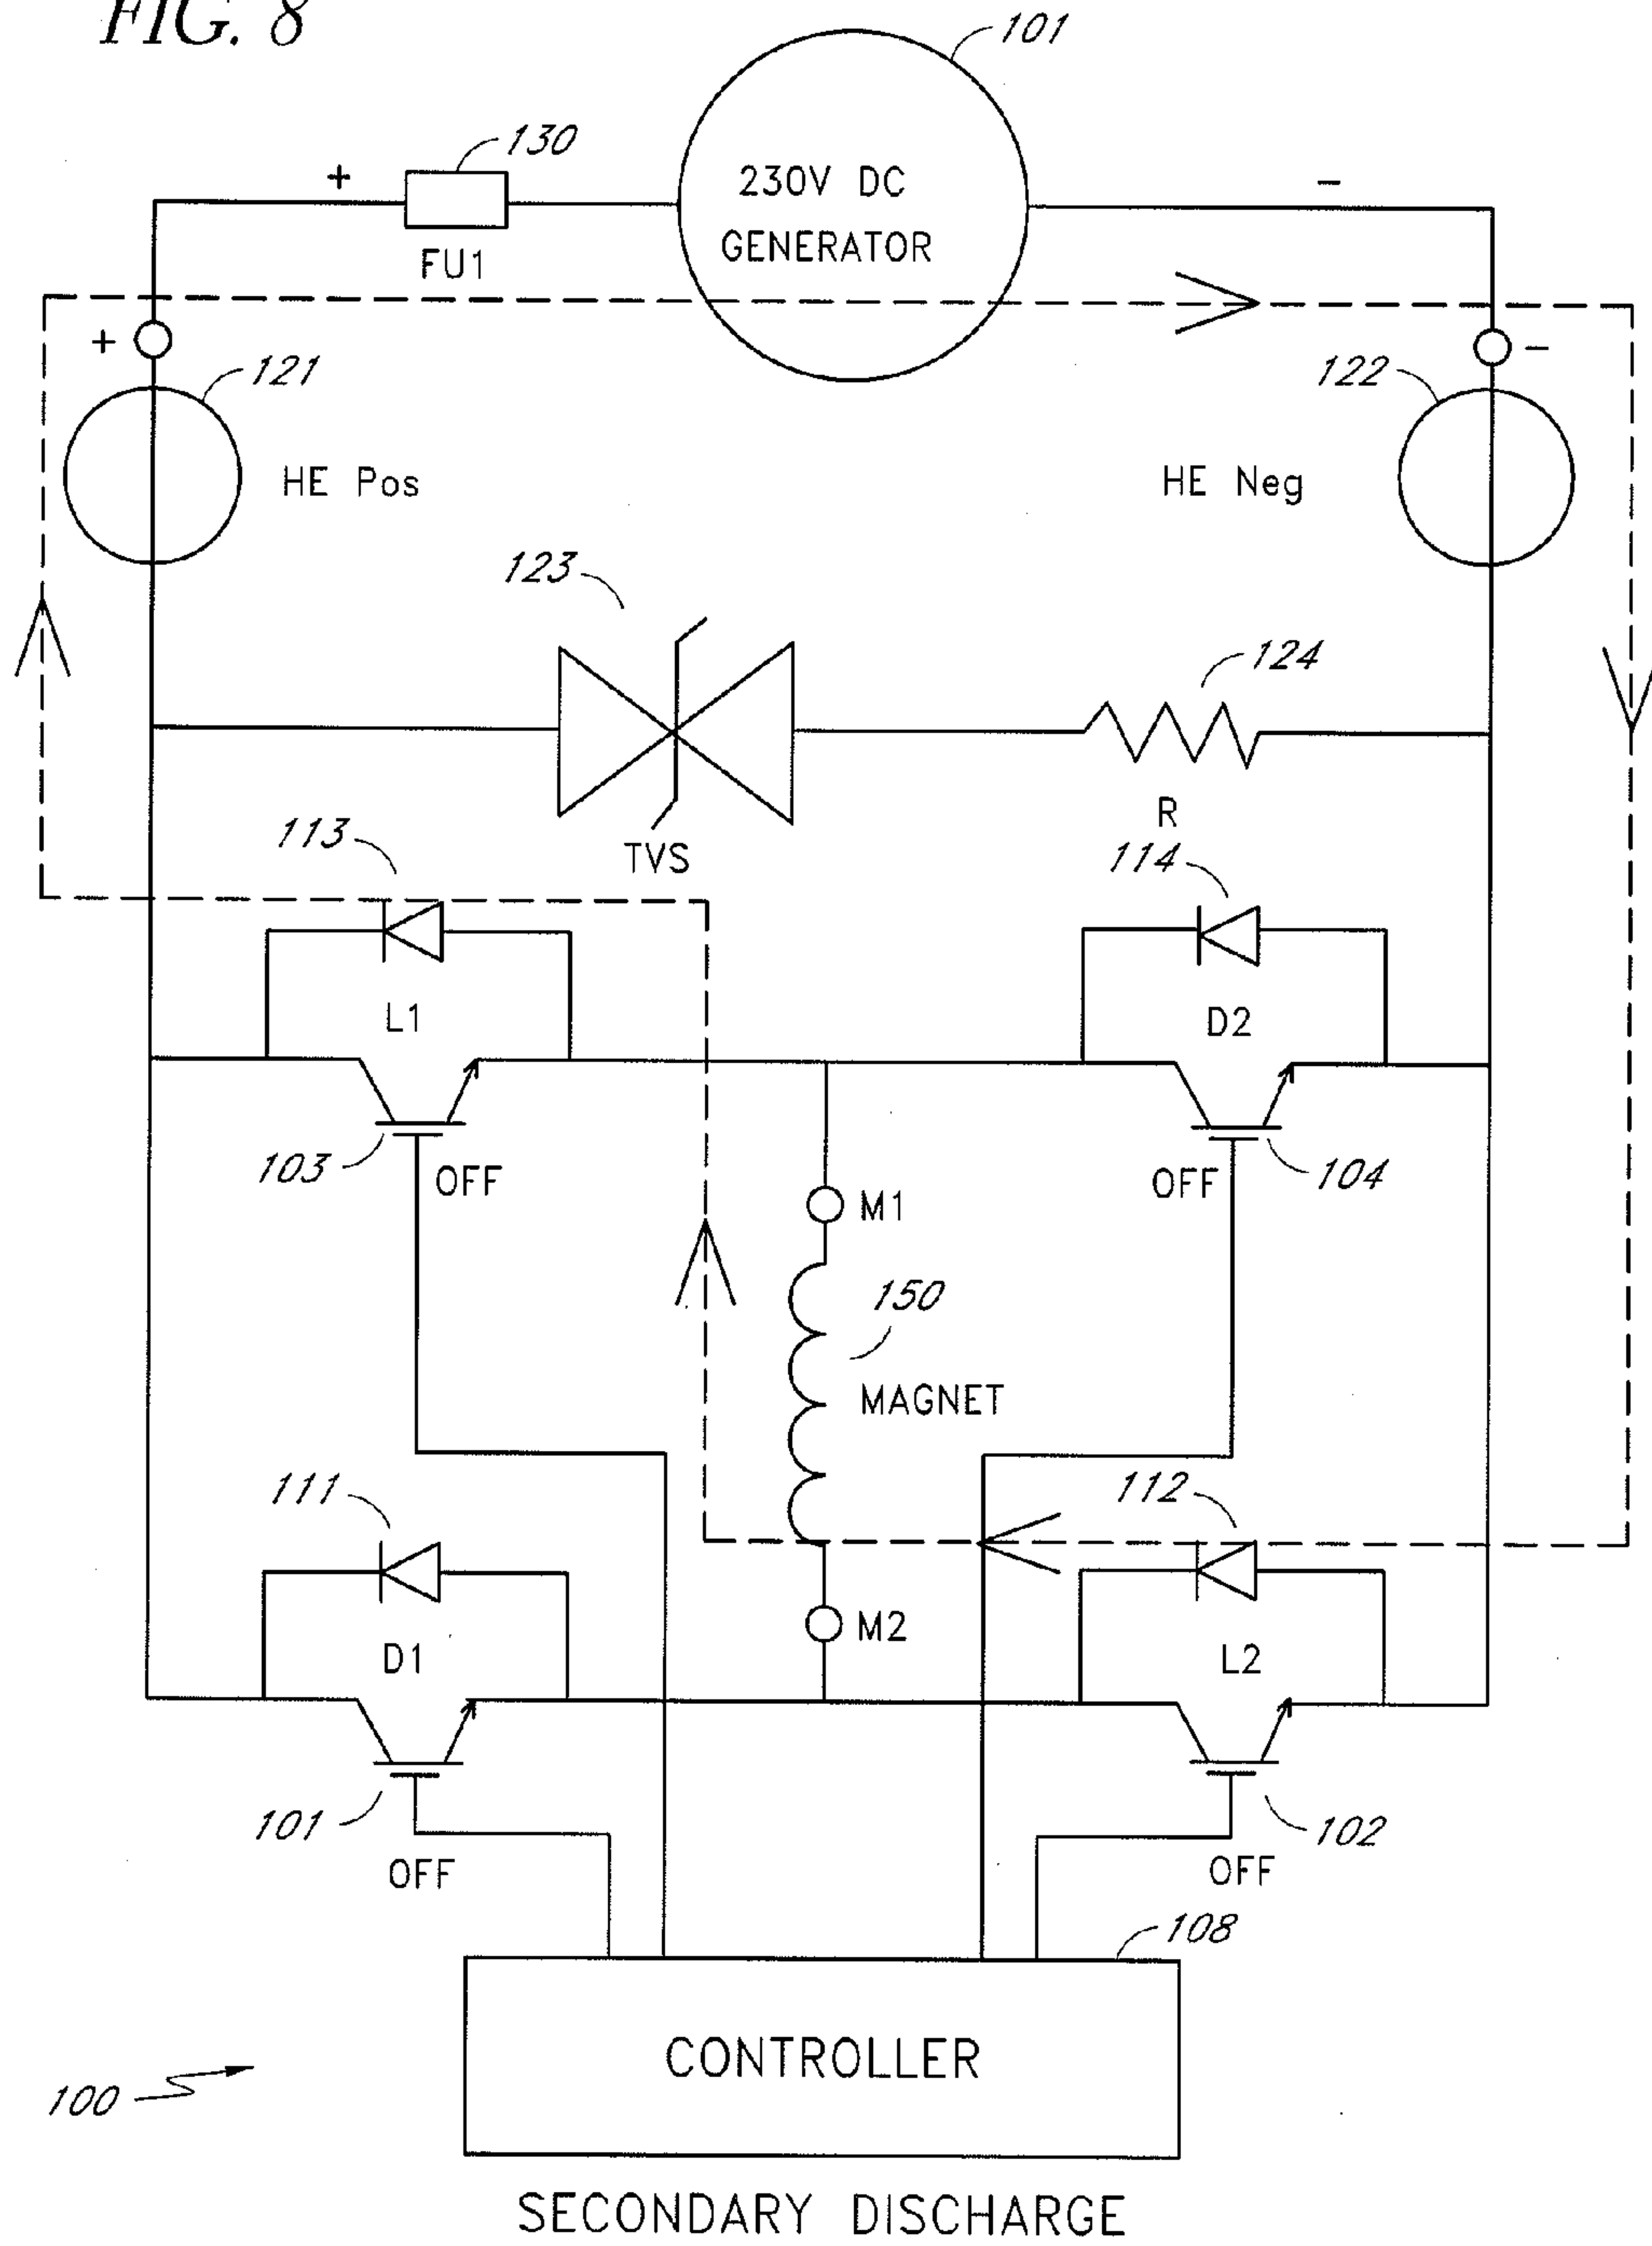 FIG. 8
101
130
+
-
230V DC
GENERATOR
FU1
+
-
121
122
HE Pos
HE Neg
123
124
R
TVS
113
114
L1
D2
103
OFF
OFF
104
M1
150
MAGNET
111
112
M2
D1
L2
101
OFF
102
OFF
108
CONTROLLER
100
SECONDARY DISCHARGE